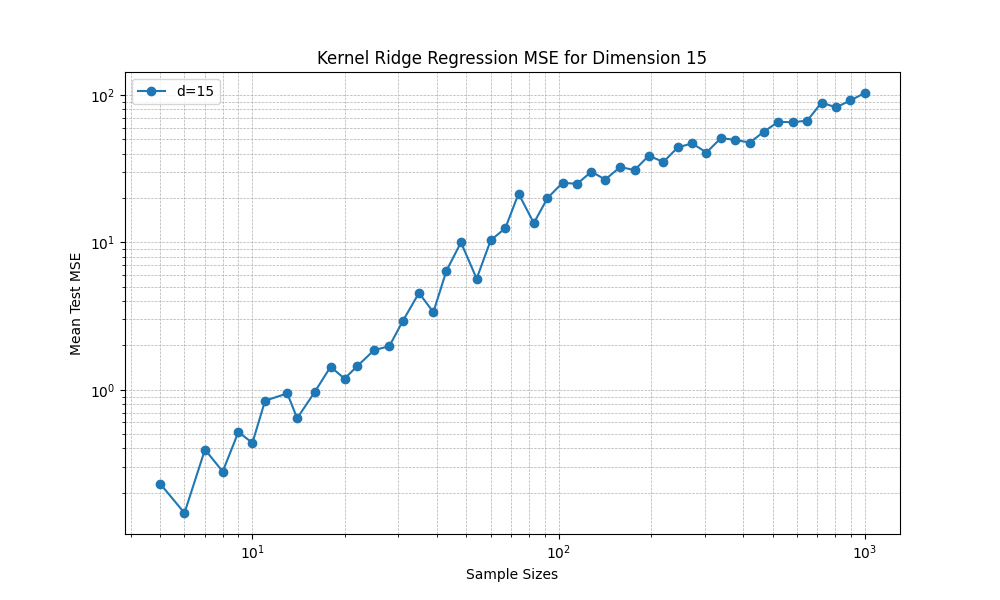 Kernel Ridge Regression MSE for Dimension 15
d=15
10²
10¹
10⁰
Mean Test MSE
10¹ 10² 10³
Sample Sizes